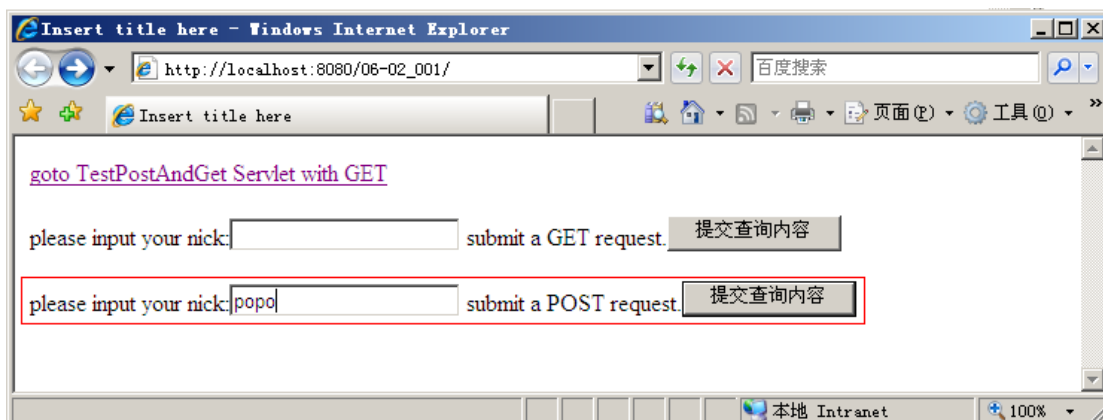 Insert title here - Windows Internet Explorer
http://localhost:8080/06-02_001/ 百度搜索
Insert title here 页面(P) 工具(O) »
goto TestPostAndGet Servlet with GET
please input your nick: submit a GET request. 提交查询内容
please input your nick: popo submit a POST request. 提交查询内容
本地 Intranet 100%